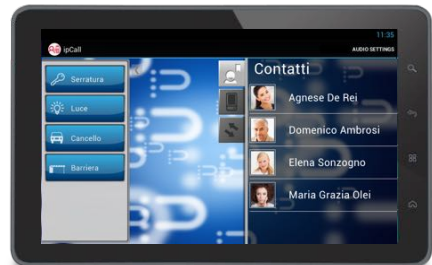 11:35
ipCall
AUDIO SETTINGS
Serratura
Luce
Cancello
Barriera
Contatti
Agnese De Rei
Domenico Ambrosi
Elena Sonzogno
Maria Grazia Olei